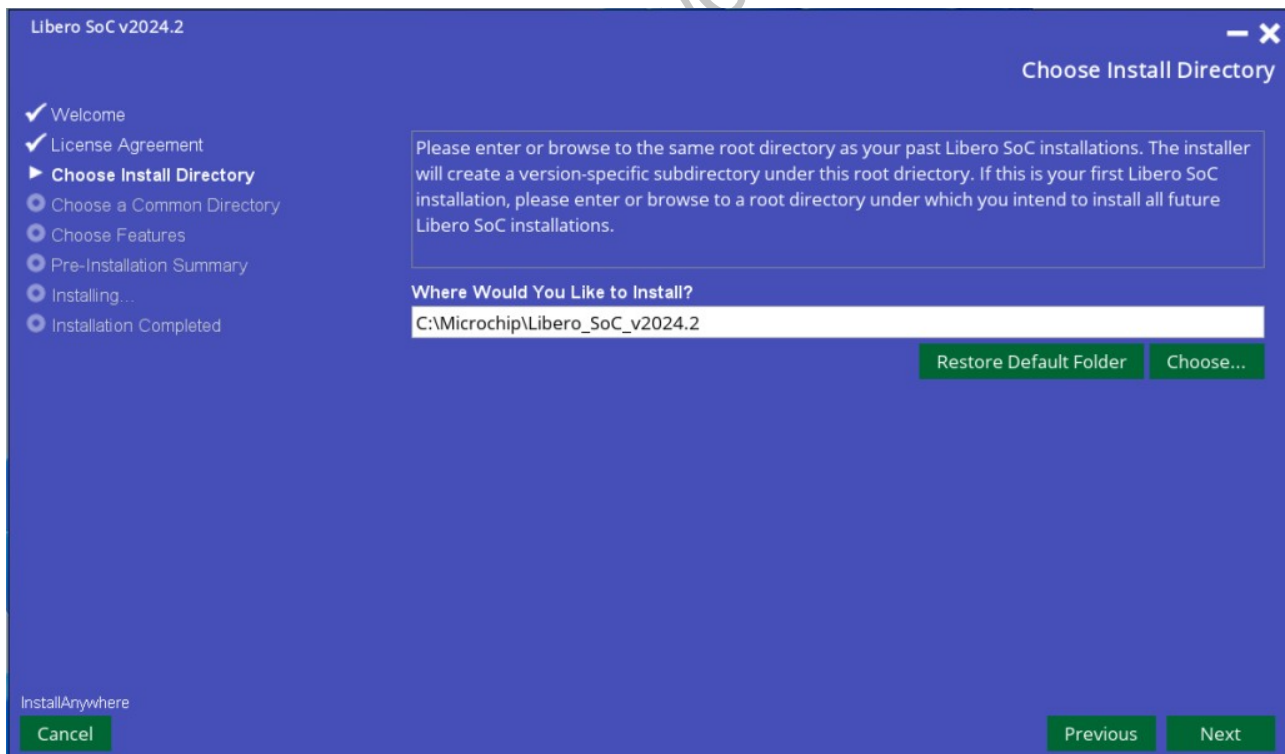 Libero SoC v2024.2
Choose Install Directory
Welcome
License Agreement
Choose Install Directory
Choose a Common Directory
Choose Features
Pre-Installation Summary
Installing...
Installation Completed
Please enter or browse to the same root directory as your past Libero SoC installations. The installer
will create a version-specific subdirectory under this root driectory. If this is your first Libero SoC
installation, please enter or browse to a root directory under which you intend to install all future
Libero SoC installations.
Where Would You Like to Install?
C:\Microchip\Libero_SoC_v2024.2
Restore Default Folder
Choose...
InstallAnywhere
Cancel
Previous
Next